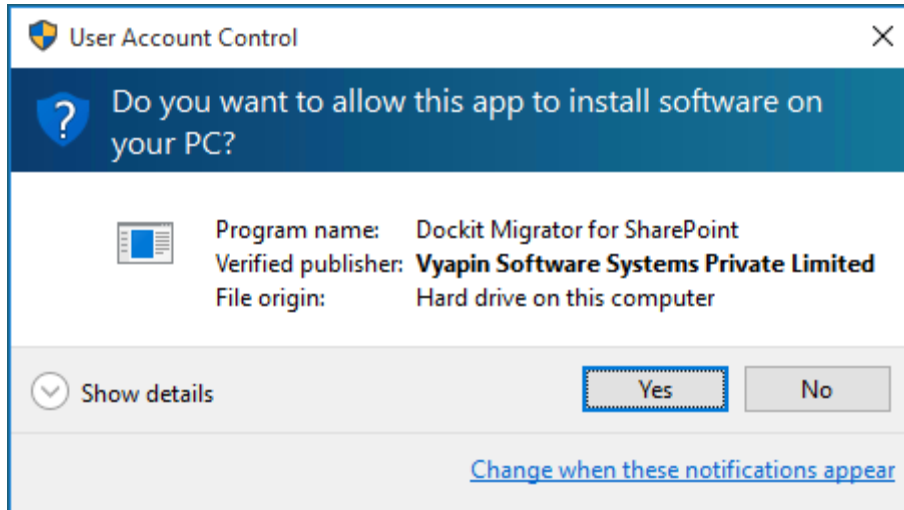 User Account Control
Do you want to allow this app to install software on
your PC?
Program name: Dockit Migrator for SharePoint
Verified publisher: Vyapin Software Systems Private Limited
File origin: Hard drive on this computer
Show details
Yes
No
Change when these notifications appear